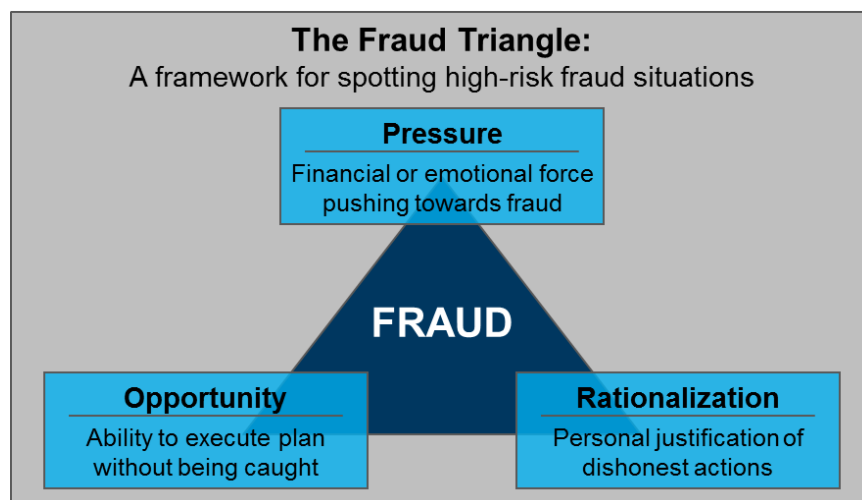 The Fraud Triangle:
A framework for spotting high-risk fraud situations
Pressure
Financial or emotional force
pushing towards fraud
FRAUD
Opportunity
Ability to execute plan
without being caught
Rationalization
Personal justification of
dishonest actions